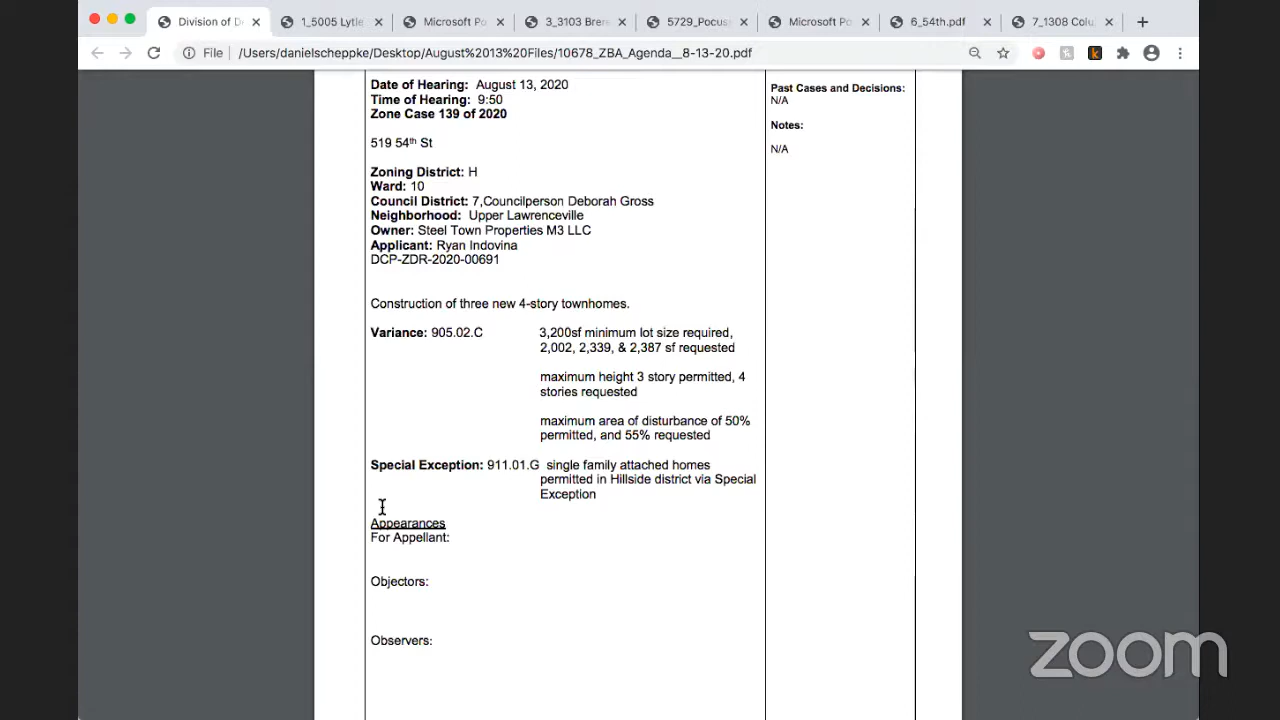 Division of D
1_5005 Lytle
Microsoft Po
3_3103 Brere
5729_Pocus
Microsoft Po
6_54th.pdf
7_1308 Colu
File /Users/danielscheppke/Desktop/August%2013%20Files/10678_ZBA_Agenda__8-13-20.pdf
Date of Hearing: August 13, 2020
Time of Hearing: 9:50
Zone Case 139 of 2020
519 54th St
Zoning District: H
Ward: 10
Council District: 7,Councilperson Deborah Gross
Neighborhood: Upper Lawrenceville
Owner: Steel Town Properties M3 LLC
Applicant: Ryan Indovina
DCP-ZDR-2020-00691
Construction of three new 4-story townhomes.
Variance: 905.02.C 3,200sf minimum lot size required,
2,002, 2,339, & 2,387 sf requested
maximum height 3 story permitted, 4
stories requested
maximum area of disturbance of 50%
permitted, and 55% requested
Special Exception: 911.01.G single family attached homes
permitted in Hillside district via Special
Exception
Appearances
For Appellant:
Objectors:
Observers:
Past Cases and Decisions:
N/A
Notes:
N/A
zoom